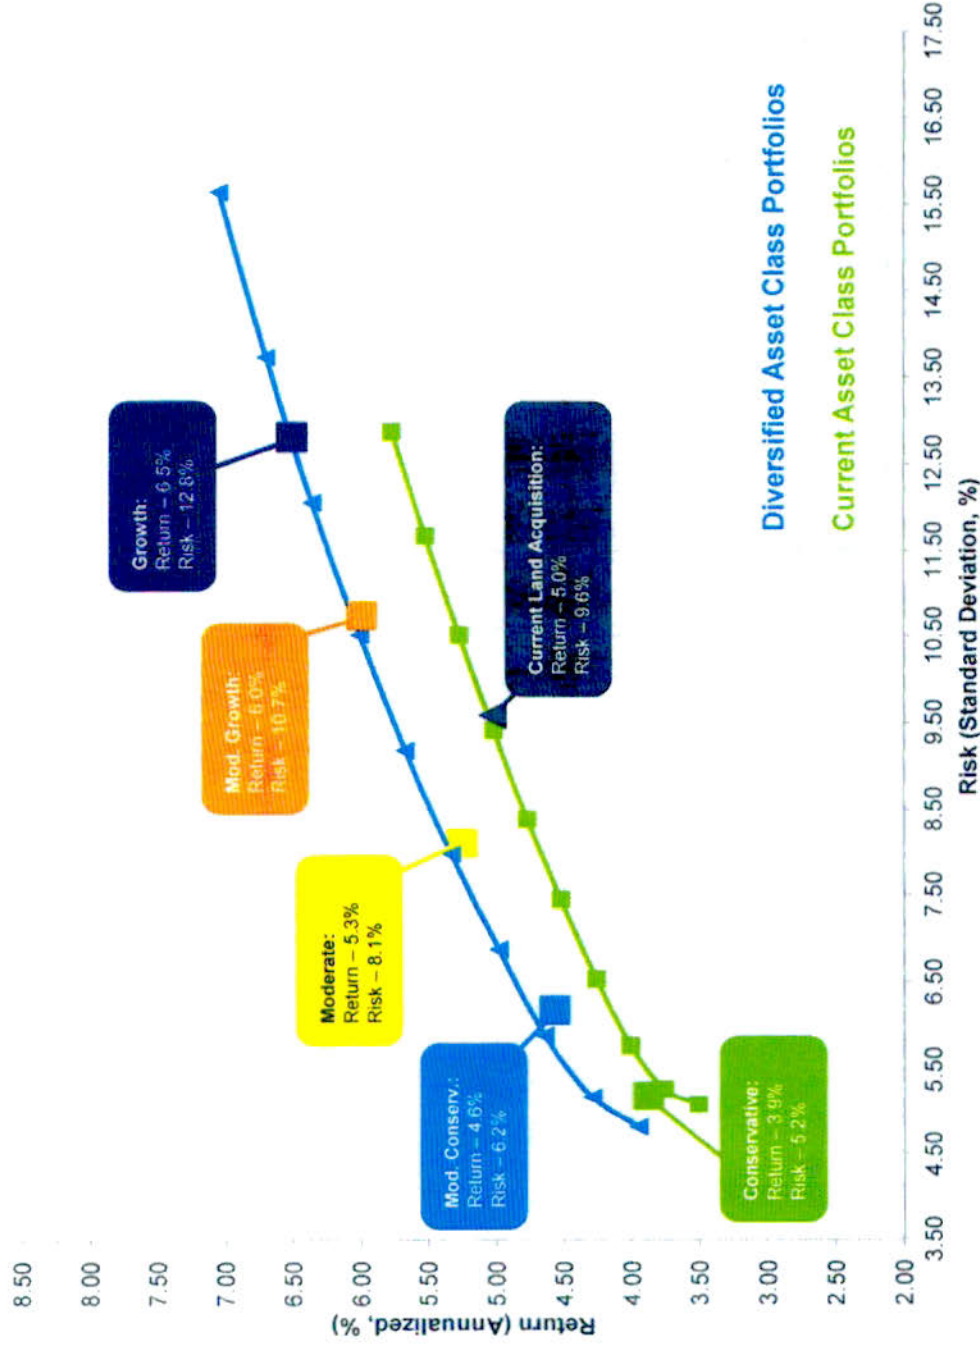 8.50
8.00
7.50
7.00
6.50
6.00
5.50
5.00
4.50
4.00
3.50
3.00
2.50
2.00
Return (Annualized, %)
Growth:
Return – 6.5%
Risk – 12.8%
Mod. Growth:
Return – 6.0%
Risk – 10.7%
Moderate:
Return – 5.3%
Risk – 8.1%
Mod. Conserv.:
Return – 4.6%
Risk – 6.2%
Current Land Acquisition:
Return – 5.0%
Risk – 9.6%
Conservative:
Return – 3.9%
Risk – 5.2%
Diversified Asset Class Portfolios
Current Asset Class Portfolios
3.50 4.50 5.50 6.50 7.50 8.50 9.50 10.50 11.50 12.50 13.50 14.50 15.50 16.50 17.50
Risk (Standard Deviation, %)